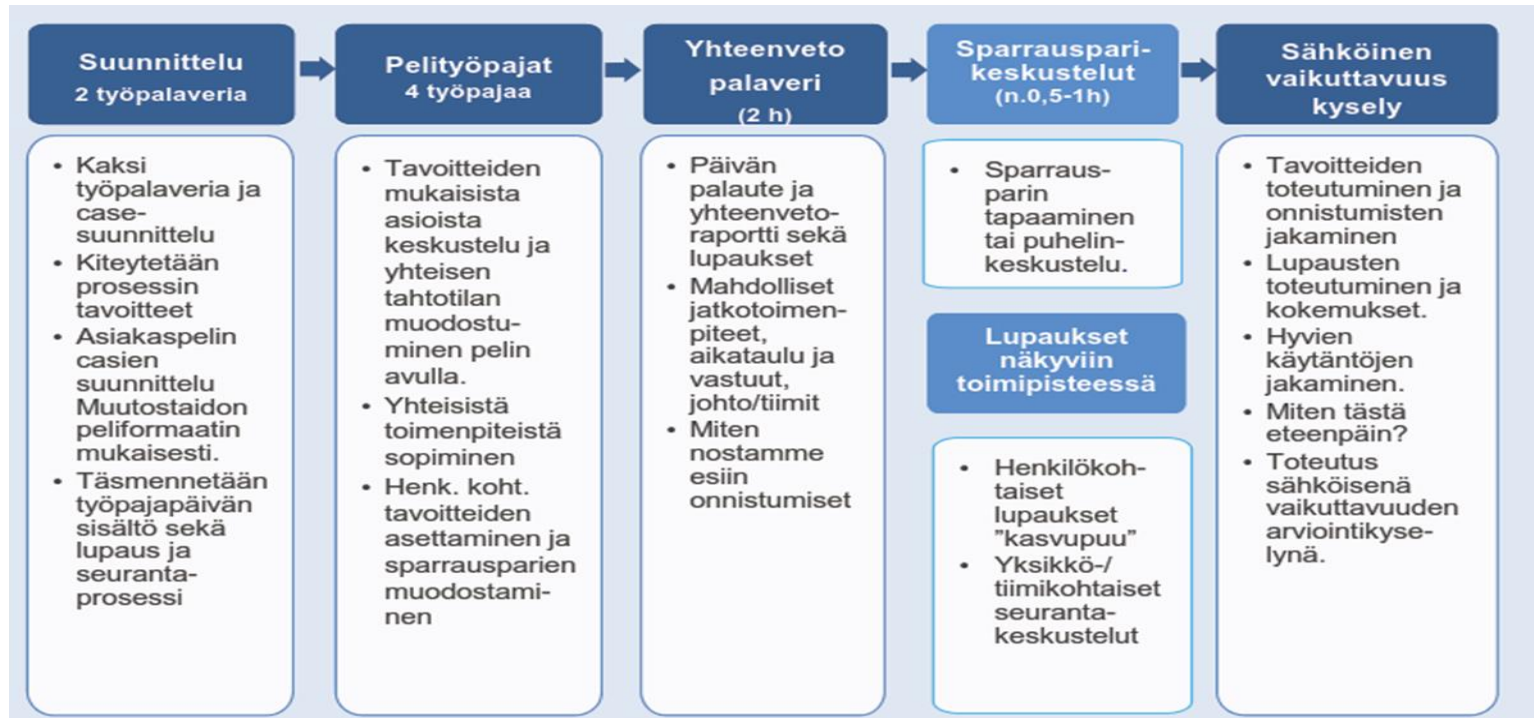 Suunnittelu
2 työpalaveria
• Kaksi
työpalaveria ja
case-
suunnittelu
• Kiteytetään
prosessin
tavoitteet
• Asiakaspelin
casien
suunnittelu
Muutostaidon
peliformaatin
mukaisesti.
• Täsmennetään
työpajapäivän
sisältö sekä
lupaus ja
seuranta-
prosessi
Pelityöpajat
4 työpajaa
• Tavoitteiden
mukaisista
asioista
keskustelu ja
yhteisen
tahtotilan
muodostu-
minen pelin
avulla.
• Yhteisistä
toimenpiteistä
sopiminen
• Henk. koht.
tavoitteiden
asettaminen ja
sparrausparien
muodostami-
nen
Yhteenveto
palaveri
(2 h)
• Päivän
palaute ja
yhteenveto-
raportti sekä
lupaukset
• Mahdolliset
jatkotoimen-
piteet,
aikataulu ja
vastuut,
johto/tiimit
• Miten
nostamme
esiin
onnistumiset
Sparrauspari-
keskustelut
(n.0,5-1h)
• Sparraus-
parin
tapaaminen
tai puhelin-
keskustelu.
Lupaukset
näkyviin
toimipisteessä
• Henkilökoh-
taiset
lupaukset
”kasvupuu”
• Yksikkö-/
tiimikohtaiset
seuranta-
keskustelut
Sähköinen
vaikuttavuus
kysely
• Tavoitteiden
toteutuminen ja
onnistumisten
jakaminen
• Lupausten
toteutuminen ja
kokemukset.
• Hyvien
käytäntöjen
jakaminen.
• Miten tästä
eteenpäin?
• Toteutus
sähköisenä
vaikuttavuuden
arviointikyse-
lynä.